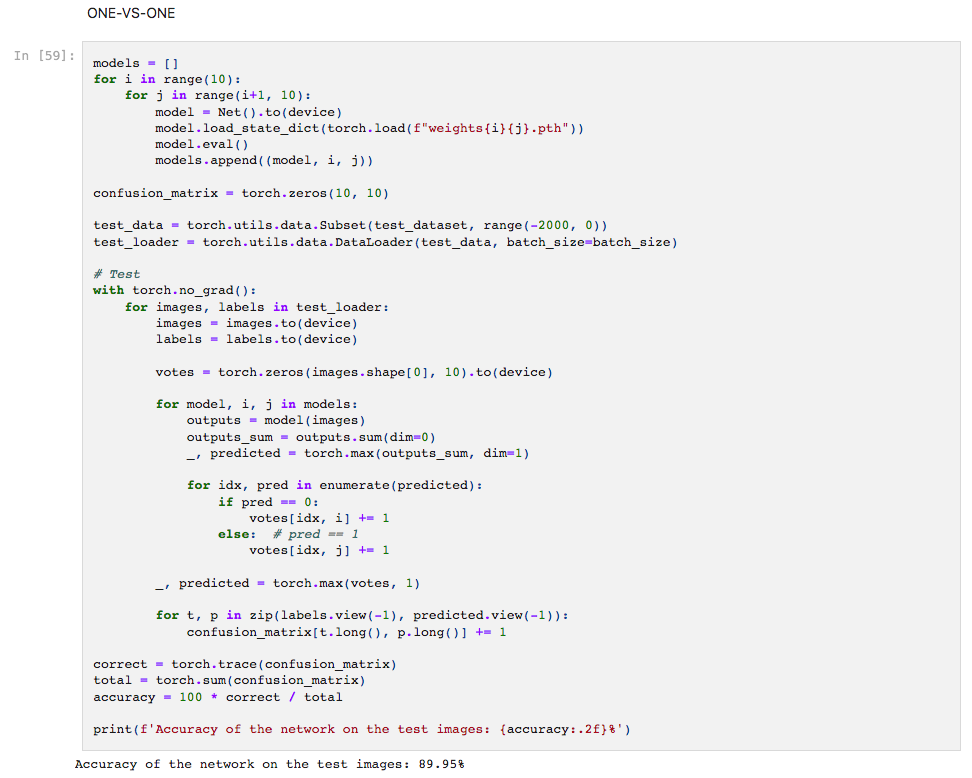 ONE-VS-ONE
In [59]:
models = []
for i in range(10):
    for j in range(i+1, 10):
        model = Net().to(device)
        model.load_state_dict(torch.load(f"weights{i}{j}.pth"))
        model.eval()
        models.append((model, i, j))

confusion_matrix = torch.zeros(10, 10)

test_data = torch.utils.data.Subset(test_dataset, range(-2000, 0))
test_loader = torch.utils.data.DataLoader(test_data, batch_size=batch_size)

# Test
with torch.no_grad():
    for images, labels in test_loader:
        images = images.to(device)
        labels = labels.to(device)

        votes = torch.zeros(images.shape[0], 10).to(device)

        for model, i, j in models:
            outputs = model(images)
            outputs_sum = outputs.sum(dim=0)
            _, predicted = torch.max(outputs_sum, dim=1)

            for idx, pred in enumerate(predicted):
                if pred == 0:
                    votes[idx, i] += 1
                else:  # pred == 1
                    votes[idx, j] += 1

        _, predicted = torch.max(votes, 1)

        for t, p in zip(labels.view(-1), predicted.view(-1)):
            confusion_matrix[t.long(), p.long()] += 1

correct = torch.trace(confusion_matrix)
total = torch.sum(confusion_matrix)
accuracy = 100 * correct / total

print(f'Accuracy of the network on the test images: {accuracy:.2f}%')
Accuracy of the network on the test images: 89.95%